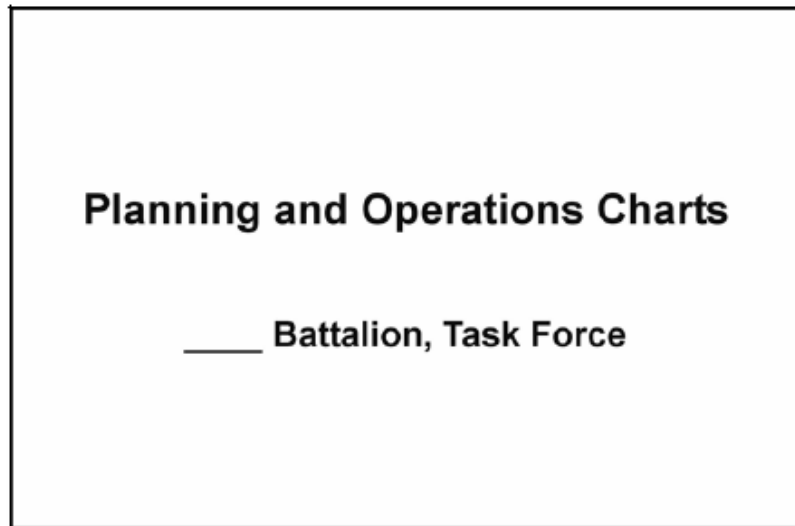 Planning and Operations Charts
____ Battalion, Task Force